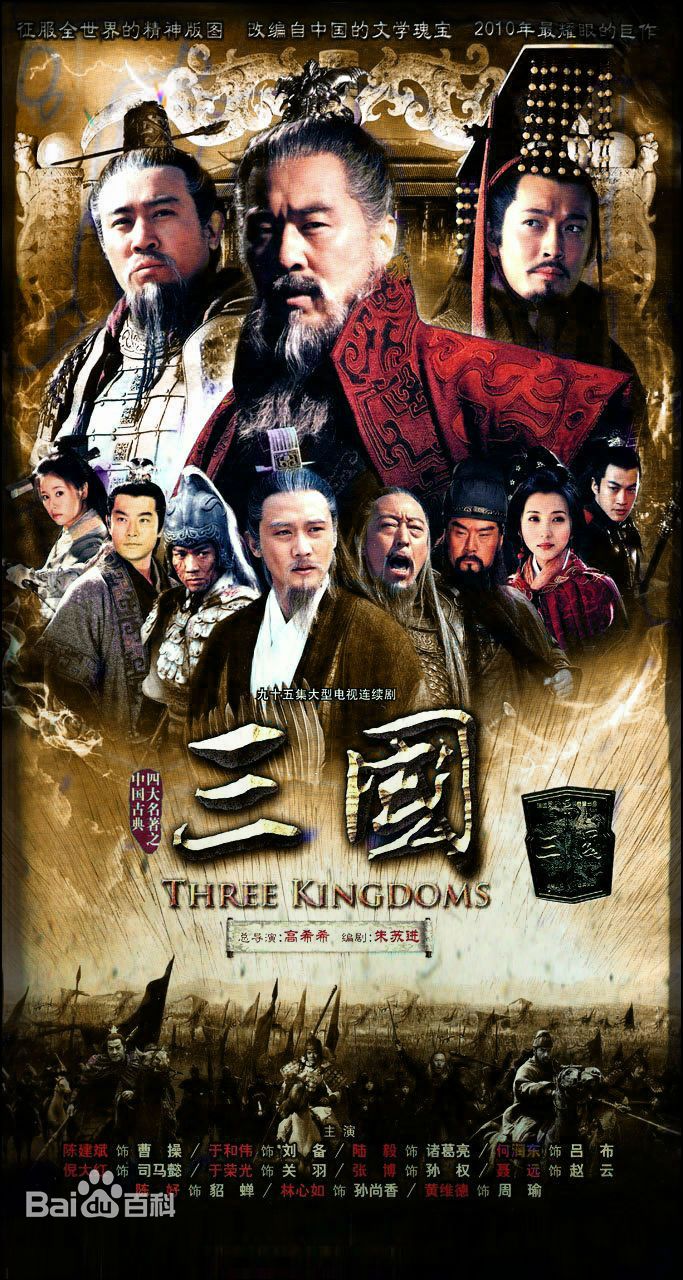 征服全世界的精神版图 改编自中国的文学瑰宝 2010年最耀眼的巨作
九十五集大型电视连续剧
三國
中国古典
四大名著之
三國
THREE KINGDOMS
总导演:高希希 编剧:朱苏进
主演
陈建斌 饰 曹操 / 于和伟 饰 刘备 / 陆毅 饰 诸葛亮 / 何润东 饰 吕布
倪大红 饰 司马懿 / 于荣光 饰 关羽 / 张博 饰 孙权 / 聂远 饰 赵云
陈好 饰 貂蝉 / 林心如 饰 孙尚香 / 黄维德 饰 周瑜
Bai du 百科